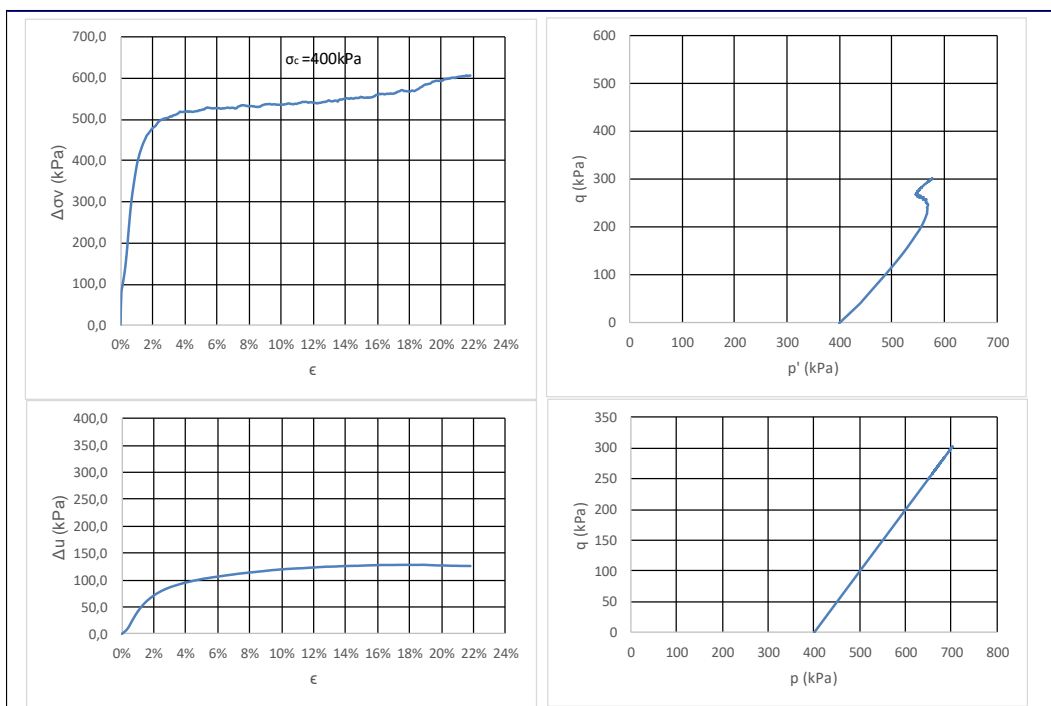 700,0
600,0
500,0
400,0
300,0
200,0
100,0
0,0
σc =400kPa
Δσv (kPa)
0% 2% 4% 6% 8% 10% 12% 14% 16% 18% 20% 22% 24%
ϵ
600
500
400
300
200
100
0
q (kPa)
0 100 200 300 400 500 600 700
p' (kPa)
400,0
350,0
300,0
250,0
200,0
150,0
100,0
50,0
0,0
Δu (kPa)
0% 2% 4% 6% 8% 10% 12% 14% 16% 18% 20% 22% 24%
ϵ
350
300
250
200
150
100
50
0
q (kPa)
0 100 200 300 400 500 600 700 800
p (kPa)